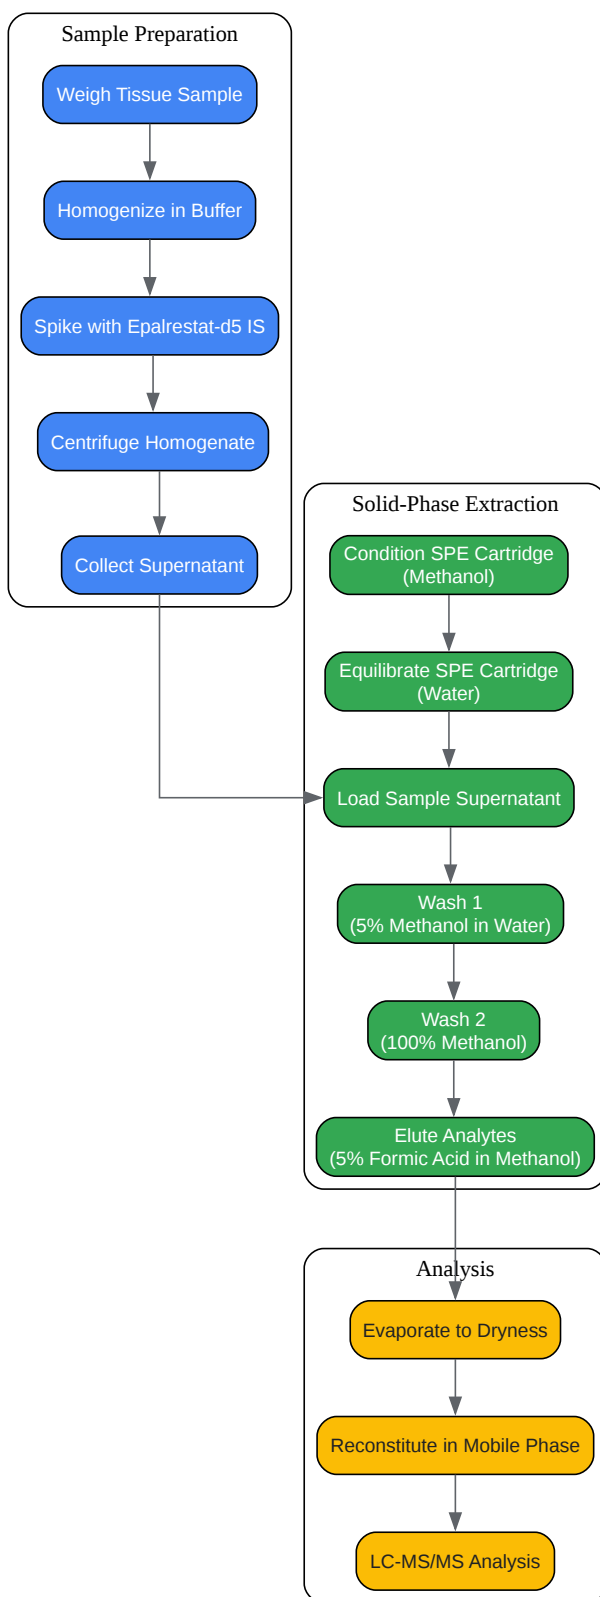 Sample Preparation
Weigh Tissue Sample
Homogenize in Buffer
Spike with Epalrestat-d5 IS
Centrifuge Homogenate
Collect Supernatant
Solid-Phase Extraction
Condition SPE Cartridge
(Methanol)
Equilibrate SPE Cartridge
(Water)
Load Sample Supernatant
Wash 1
(5% Methanol in Water)
Wash 2
(100% Methanol)
Elute Analytes
(5% Formic Acid in Methanol)
Analysis
Evaporate to Dryness
Reconstitute in Mobile Phase
LC-MS/MS Analysis